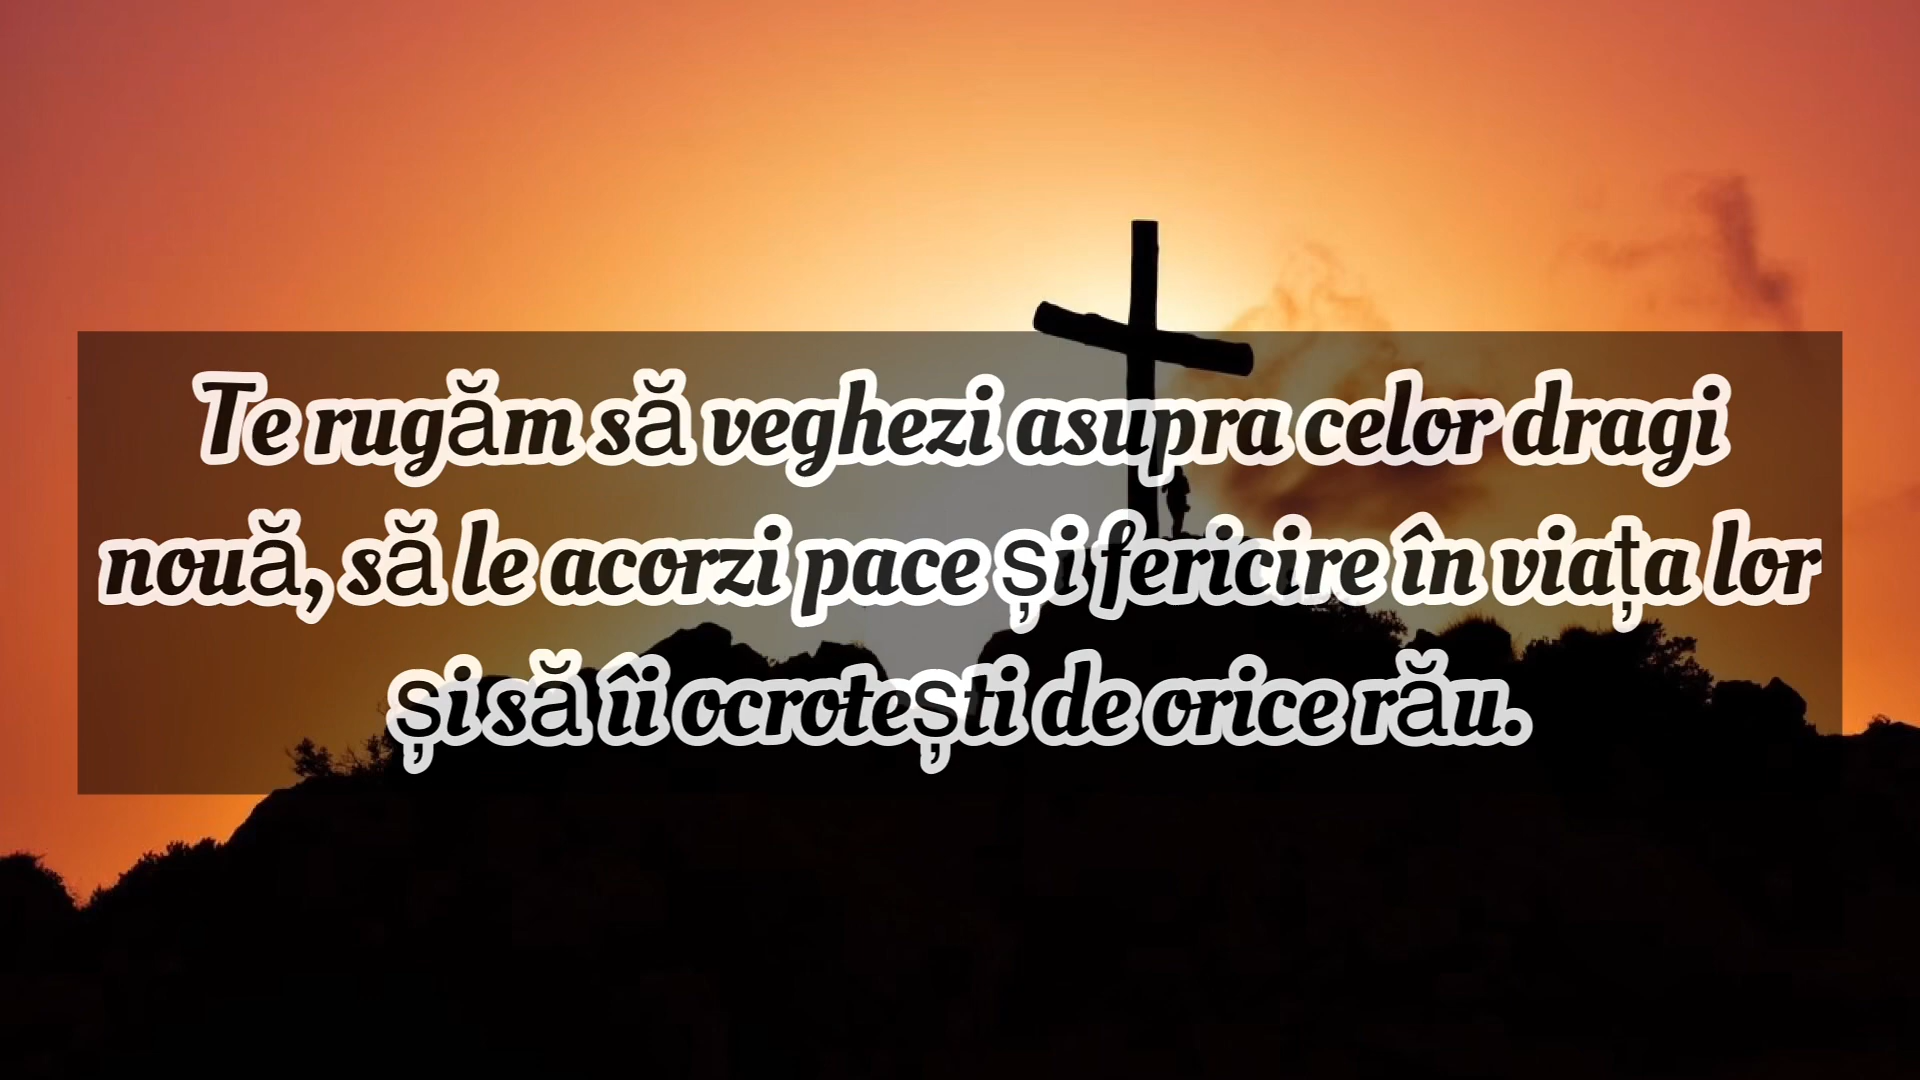 Te rugăm să veghezi asupra celor dragi
nouă, să le acorzi pace și fericire în viața lor
și să îi ocrotești de orice rău.